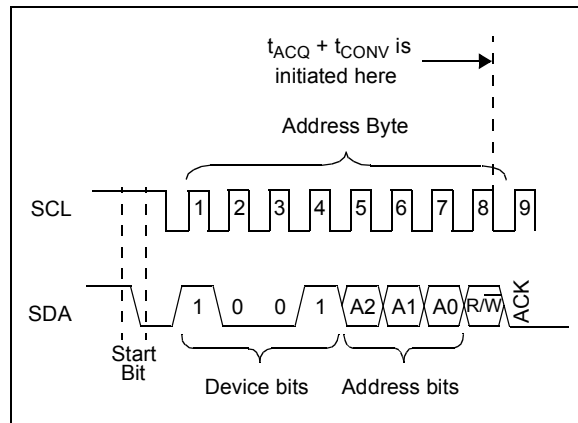 tACQ + tCONV is
initiated here
Address Byte
SCL 1 2 3 4 5 6 7 8 9
SDA 1 0 0 1 A2 A1 A0 R/W̅ ACK
Start
Bit
Device bits Address bits